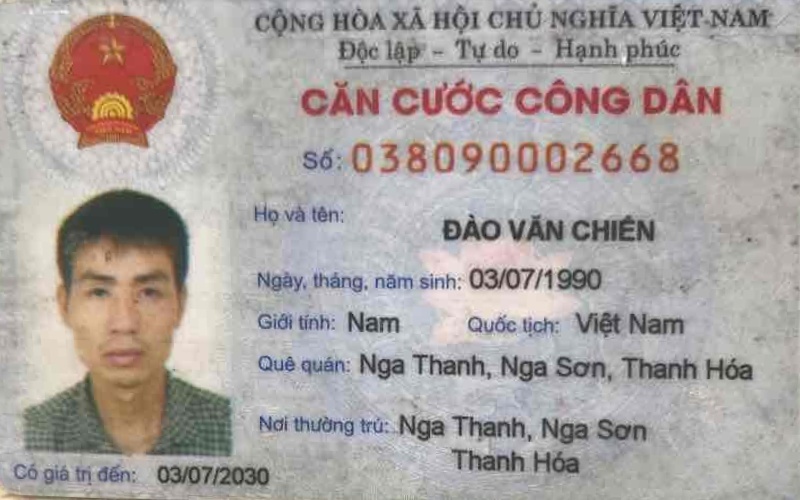 CỘNG HÒA XÃ HỘI CHỦ NGHĨA VIỆT NAM
Độc lập - Tự do - Hạnh phúc
CĂN CƯỚC CÔNG DÂN
Số: 038090002668
Họ và tên:
ĐÀO VĂN CHIÊN
Ngày, tháng, năm sinh: 03/07/1990
Giới tính: Nam Quốc tịch: Việt Nam
Quê quán: Nga Thanh, Nga Sơn, Thanh Hóa
Nơi thường trú: Nga Thanh, Nga Sơn
Thanh Hóa
Có giá trị đến: 03/07/2030